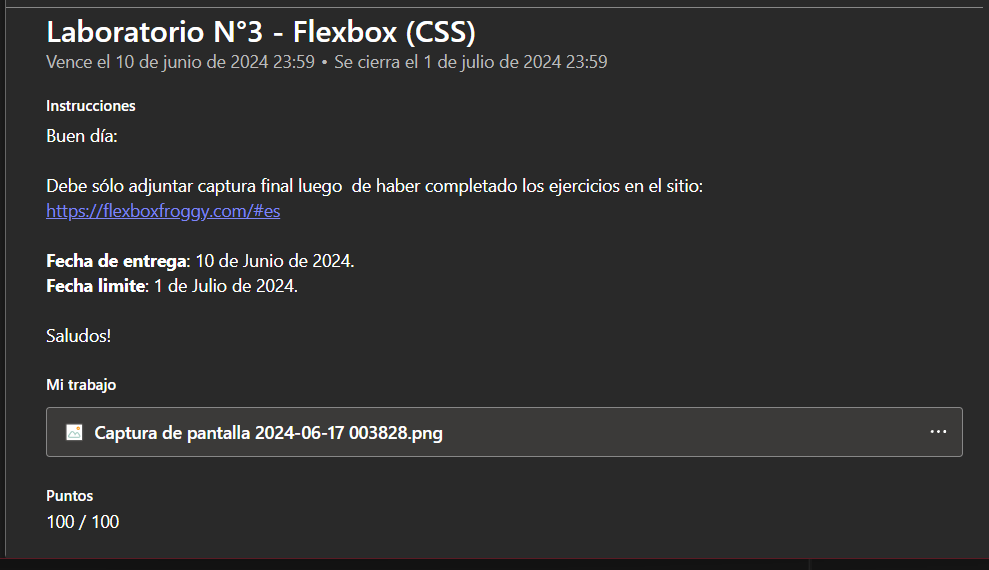 Laboratorio N°3 - Flexbox (CSS)
Vence el 10 de junio de 2024 23:59 • Se cierra el 1 de julio de 2024 23:59
Instrucciones
Buen día:
Debe sólo adjuntar captura final luego  de haber completado los ejercicios en el sitio:
https://flexboxfroggy.com/#es
Fecha de entrega: 10 de Junio de 2024.
Fecha limite: 1 de Julio de 2024.
Saludos!
Mi trabajo
Captura de pantalla 2024-06-17 003828.png
Puntos
100 / 100